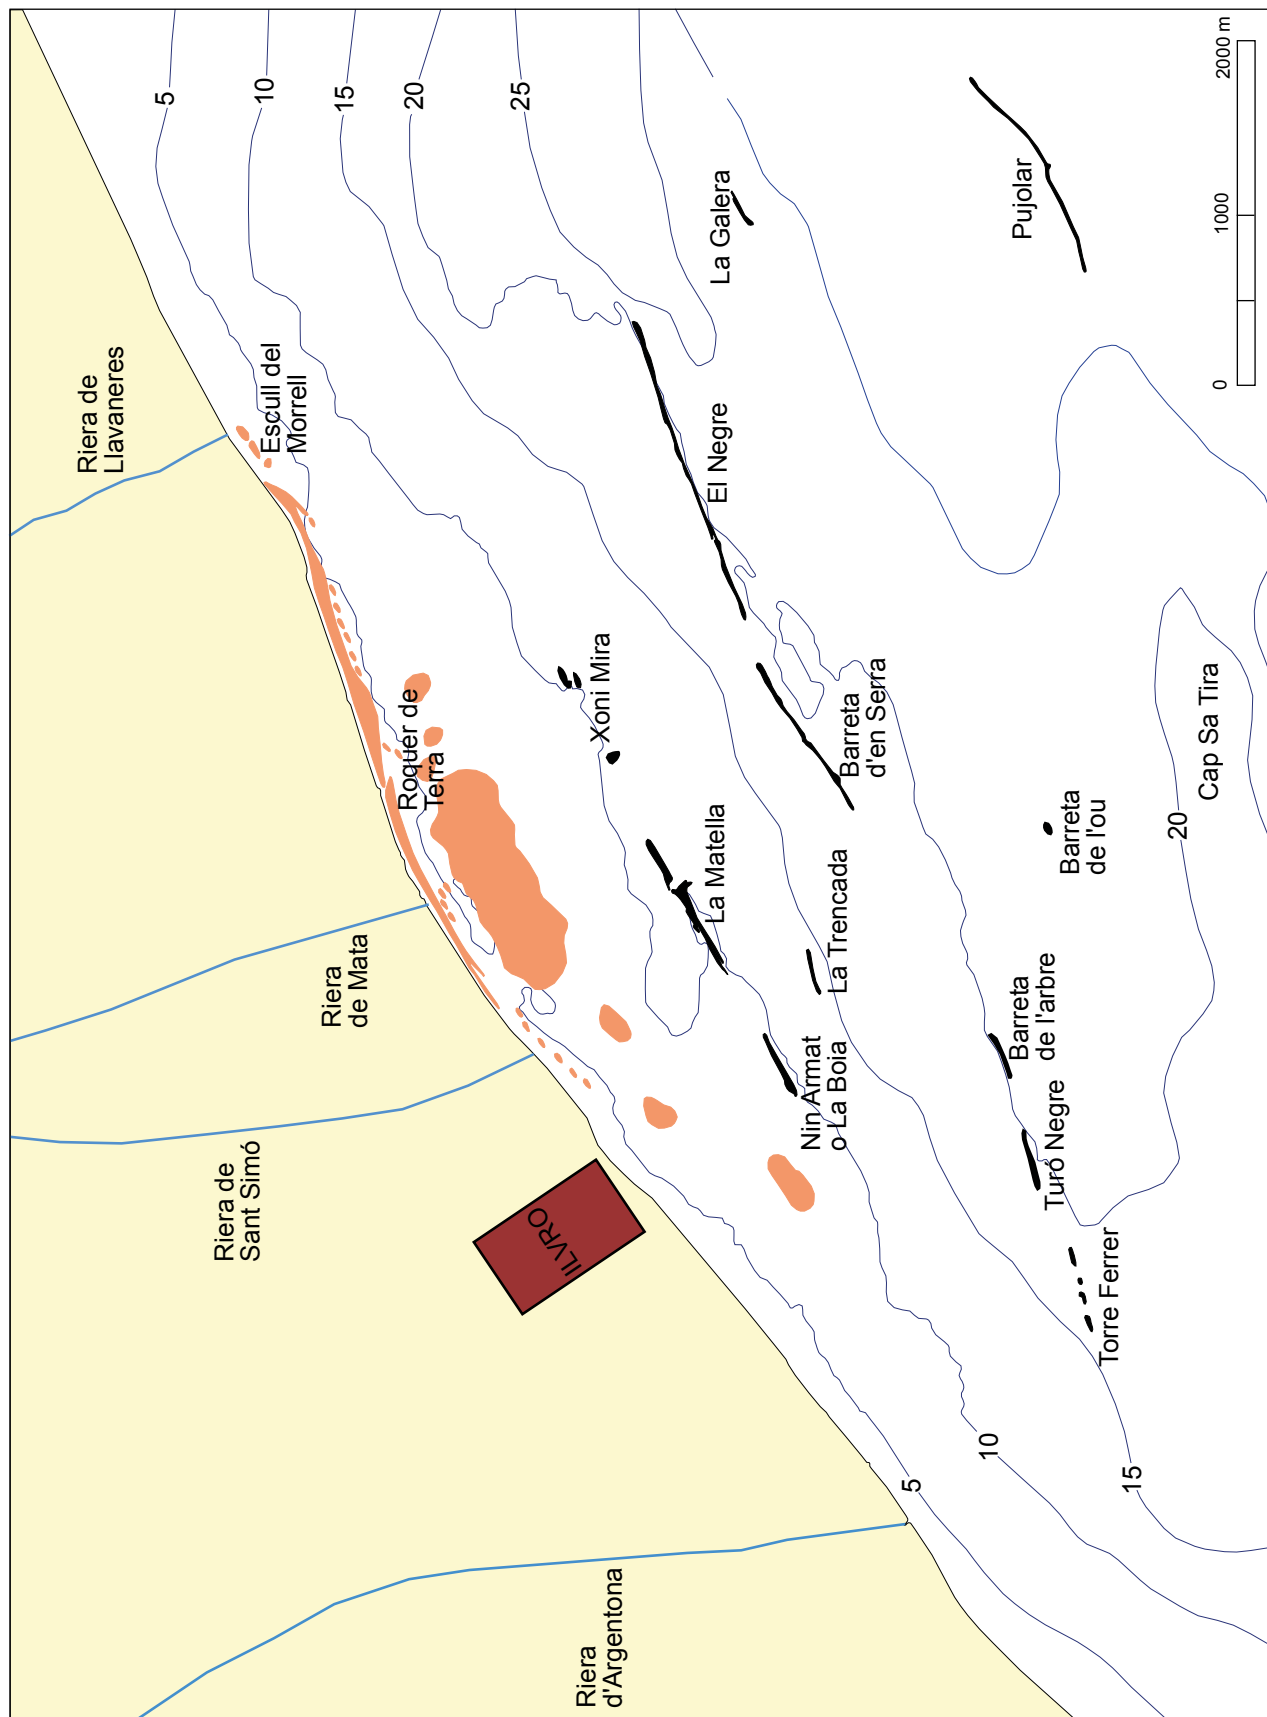 Riera de
Llavaneres
Riera
de Mata
Riera de
Sant Simó
Riera
d'Argentona
ILVRO
Escull del
Morrell
Roquer de
Terra
Xoni Mira
La Matella
Nin Armat
o La Boia
La Trencada
El Negre
Barreta
d'en Serra
La Galera
Pujolar
Barreta
de l'ou
Barreta
de l'arbre
Turó Negre
Torre Ferrer
Cap Sa Tira
5
10
15
20
25
5
10
15
20
0
1000
2000 m